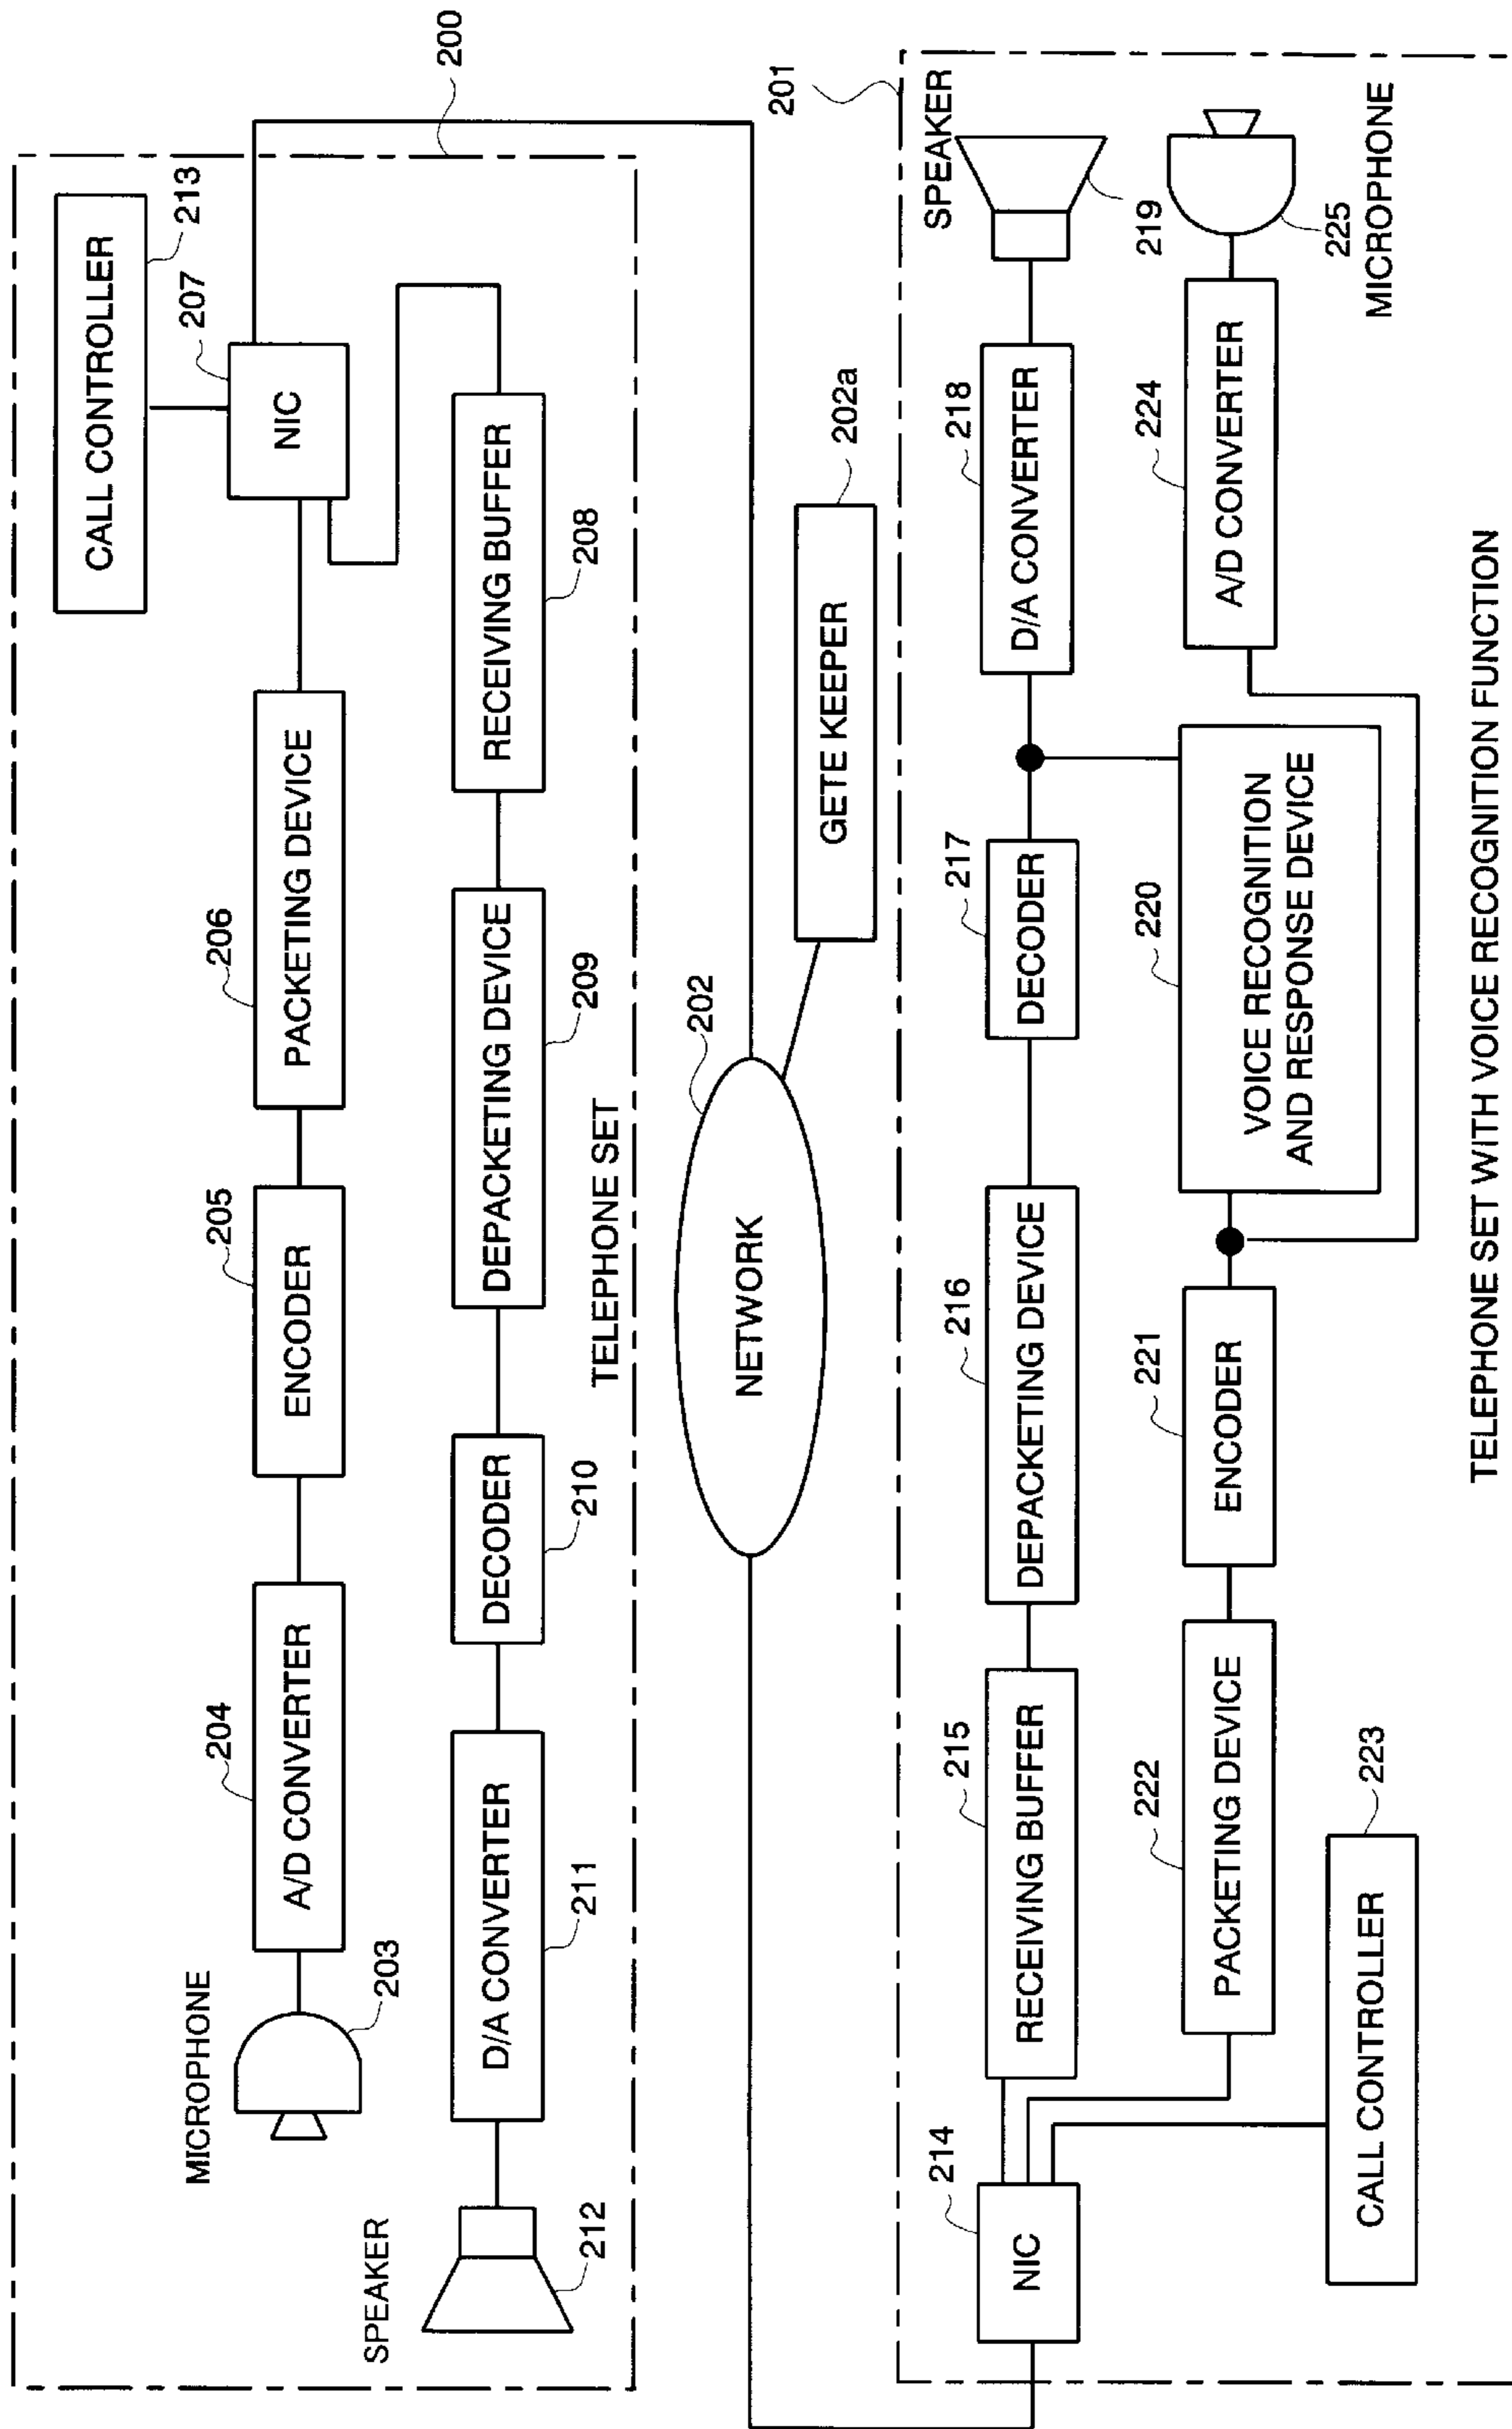 200
CALL CONTROLLER
213
207
NIC
MICROPHONE
203
204
A/D CONVERTER
205
ENCODER
206
PACKETING DEVICE
SPEAKER
212
D/A CONVERTER
211
DECODER
210
DEPACKETING DEVICE
209
RECEIVING BUFFER
208
TELEPHONE SET
202
NETWORK
GETE KEEPER
202a
201
214
NIC
215
RECEIVING BUFFER
216
DEPACKETING DEVICE
217
DECODER
218
D/A CONVERTER
SPEAKER
219
222
PACKETING DEVICE
221
ENCODER
220
VOICE RECOGNITION
AND RESPONSE DEVICE
224
A/D CONVERTER
225
MICROPHONE
223
CALL CONTROLLER
TELEPHONE SET WITH VOICE RECOGNITION FUNCTION